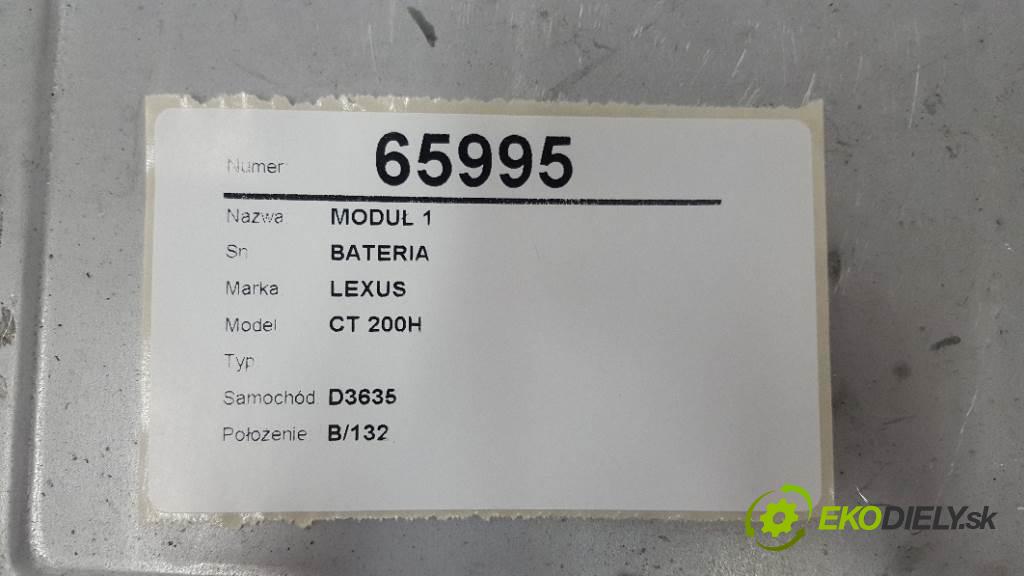 Numer 65995
Nazwa MODUŁ 1
Sn BATERIA
Marka LEXUS
Model CT 200H
Typ
Samochód D3635
Położenie B/132
EKODIELY.sk